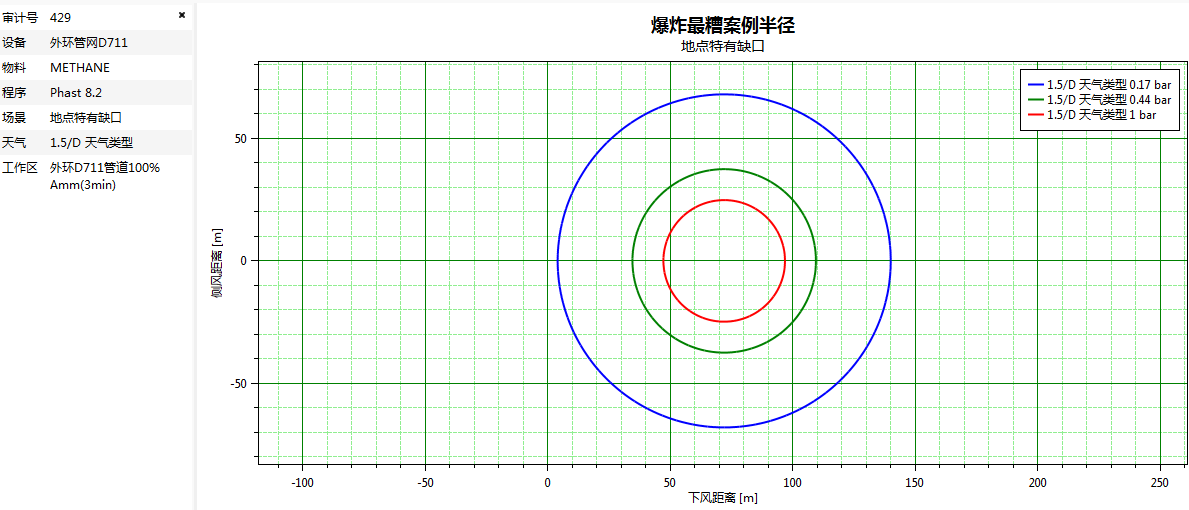 审计号 429
设备 外环管网D711
物料 METHANE
程序 Phast 8.2
场景 地点特有缺口
天气 1.5/D 天气类型
工作区 外环D711管道100%
Amm(3min)
爆炸最糟案例半径
地点特有缺口
1.5/D 天气类型 0.17 bar
1.5/D 天气类型 0.44 bar
1.5/D 天气类型 1 bar
侧风距离 [m]
50
0
-50
-100 -50 0 50 100 150 200 250
下风距离 [m]